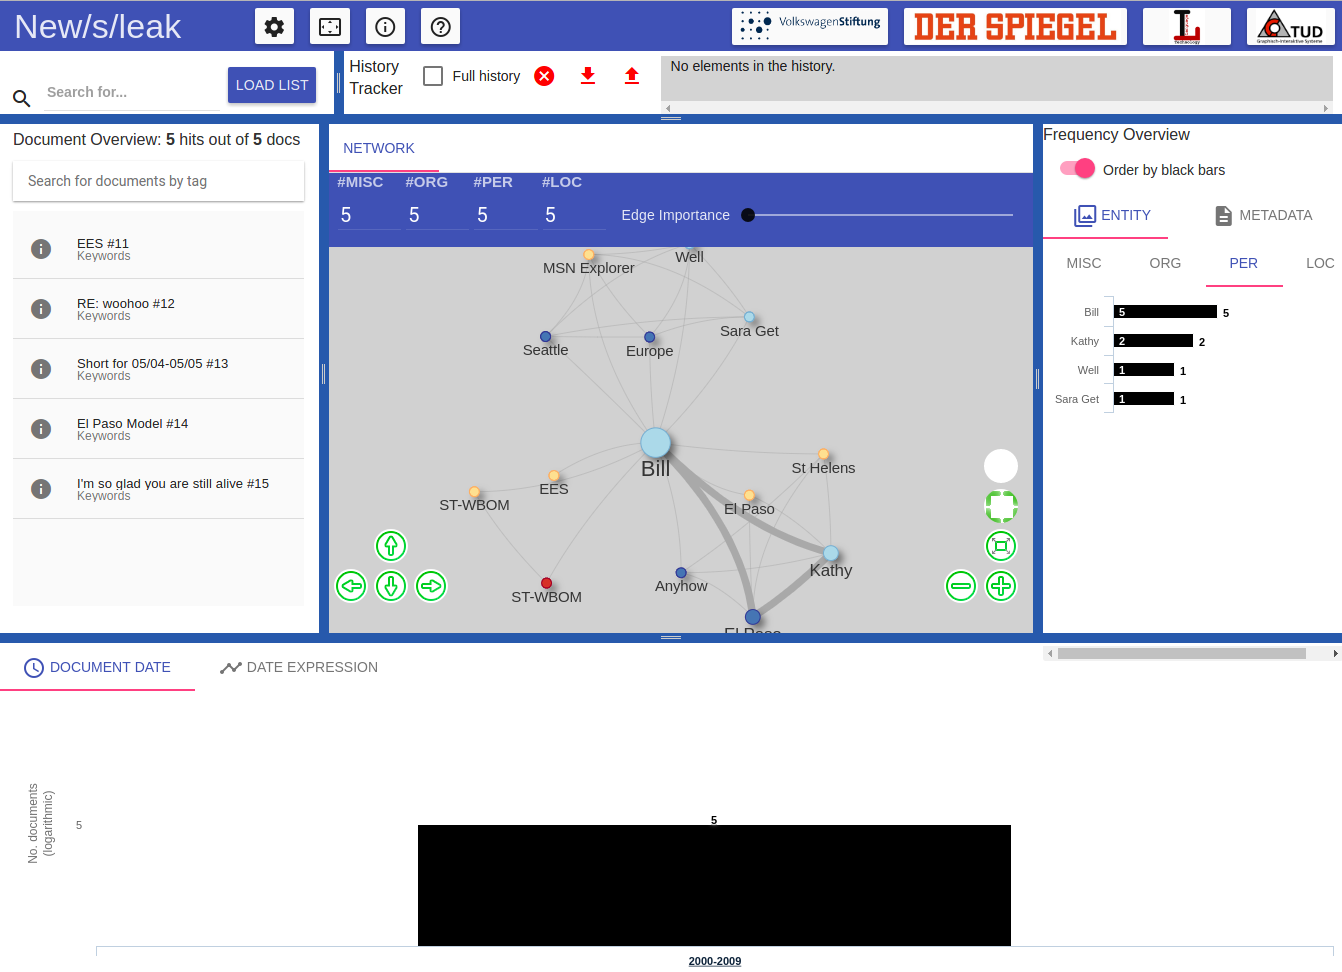 New/s/leak
VolkswagenStiftung
DER SPIEGEL
L
Technology
TUD
Graphisch-Interaktive Systeme
Search for...
LOAD LIST
History
Tracker
Full history
No elements in the history.
Document Overview: 5 hits out of 5 docs
Search for documents by tag
EES #11
Keywords
RE: woohoo #12
Keywords
Short for 05/04-05/05 #13
Keywords
El Paso Model #14
Keywords
I'm so glad you are still alive #15
Keywords
NETWORK
#MISC #ORG #PER #LOC
5 5 5 5 Edge Importance
Well
MSN Explorer
Sara Get
Seattle
Europe
Bill
St Helens
EES
ST-WBOM
El Paso
Kathy
Anyhow
ST-WBOM
El Paso
Frequency Overview
Order by black bars
ENTITY METADATA
MISC ORG PER LOC
Bill 5 5
Kathy 2 2
Well 1 1
Sara Get 1 1
DOCUMENT DATE DATE EXPRESSION
No. documents
(logarithmic)
5
5
2000-2009